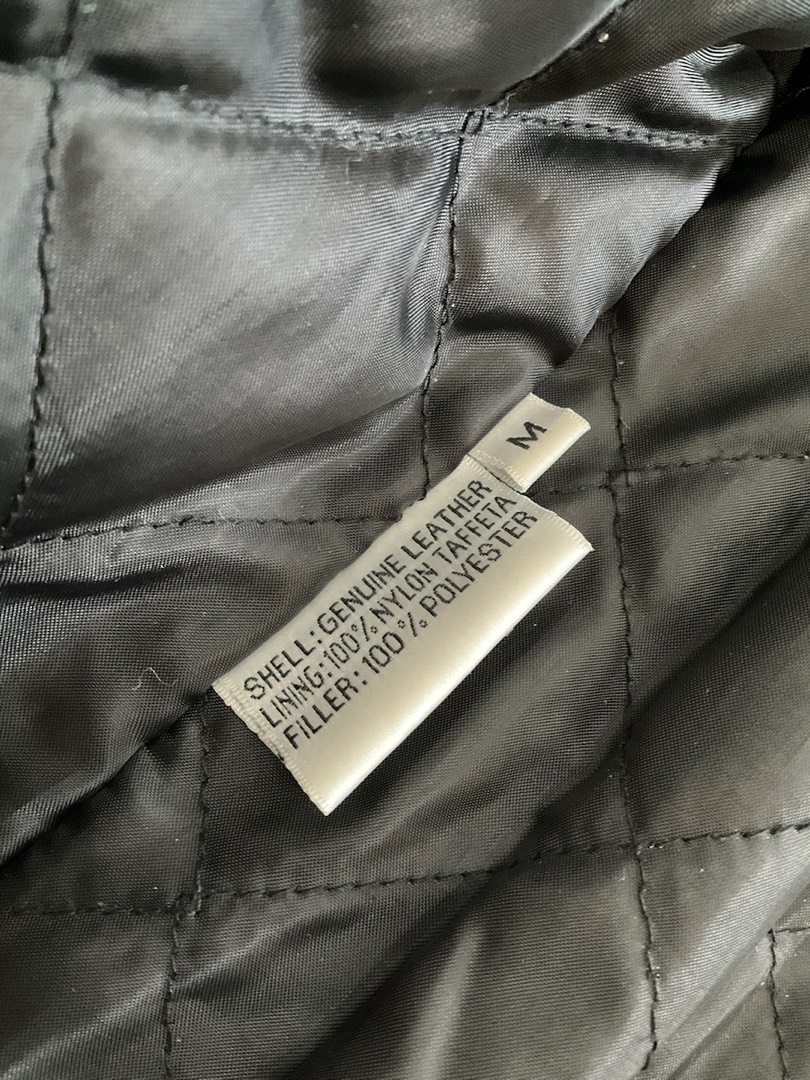 M
SHELL: GENUINE LEATHER
LINING: 100% NYLON TAFFETA
FILLER: 100% POLYESTER